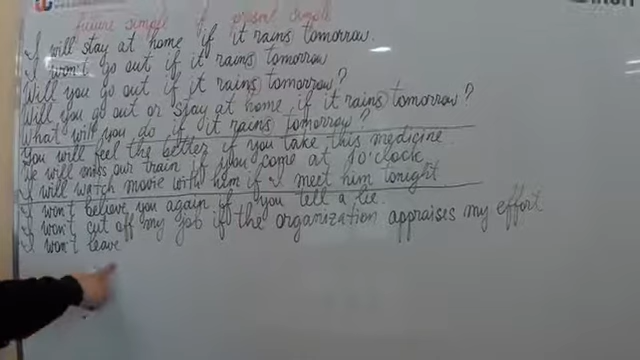 future simple if present simple
I will stay at home if it rains tomorrow.
I won't go out if it rains tomorrow
Will you go out if it rains tomorrow?
Will you go out or stay at home if it rains tomorrow?
What will you do if it rains tomorrow?
You will feel the better if you take this medicine.
We will miss our train if you come at 10 o'clock
I will watch movie with him if I meet him tonight
I won't believe you again if you tell a lie.
I won't cut off my job if the organization appraises my effort
I won't leave